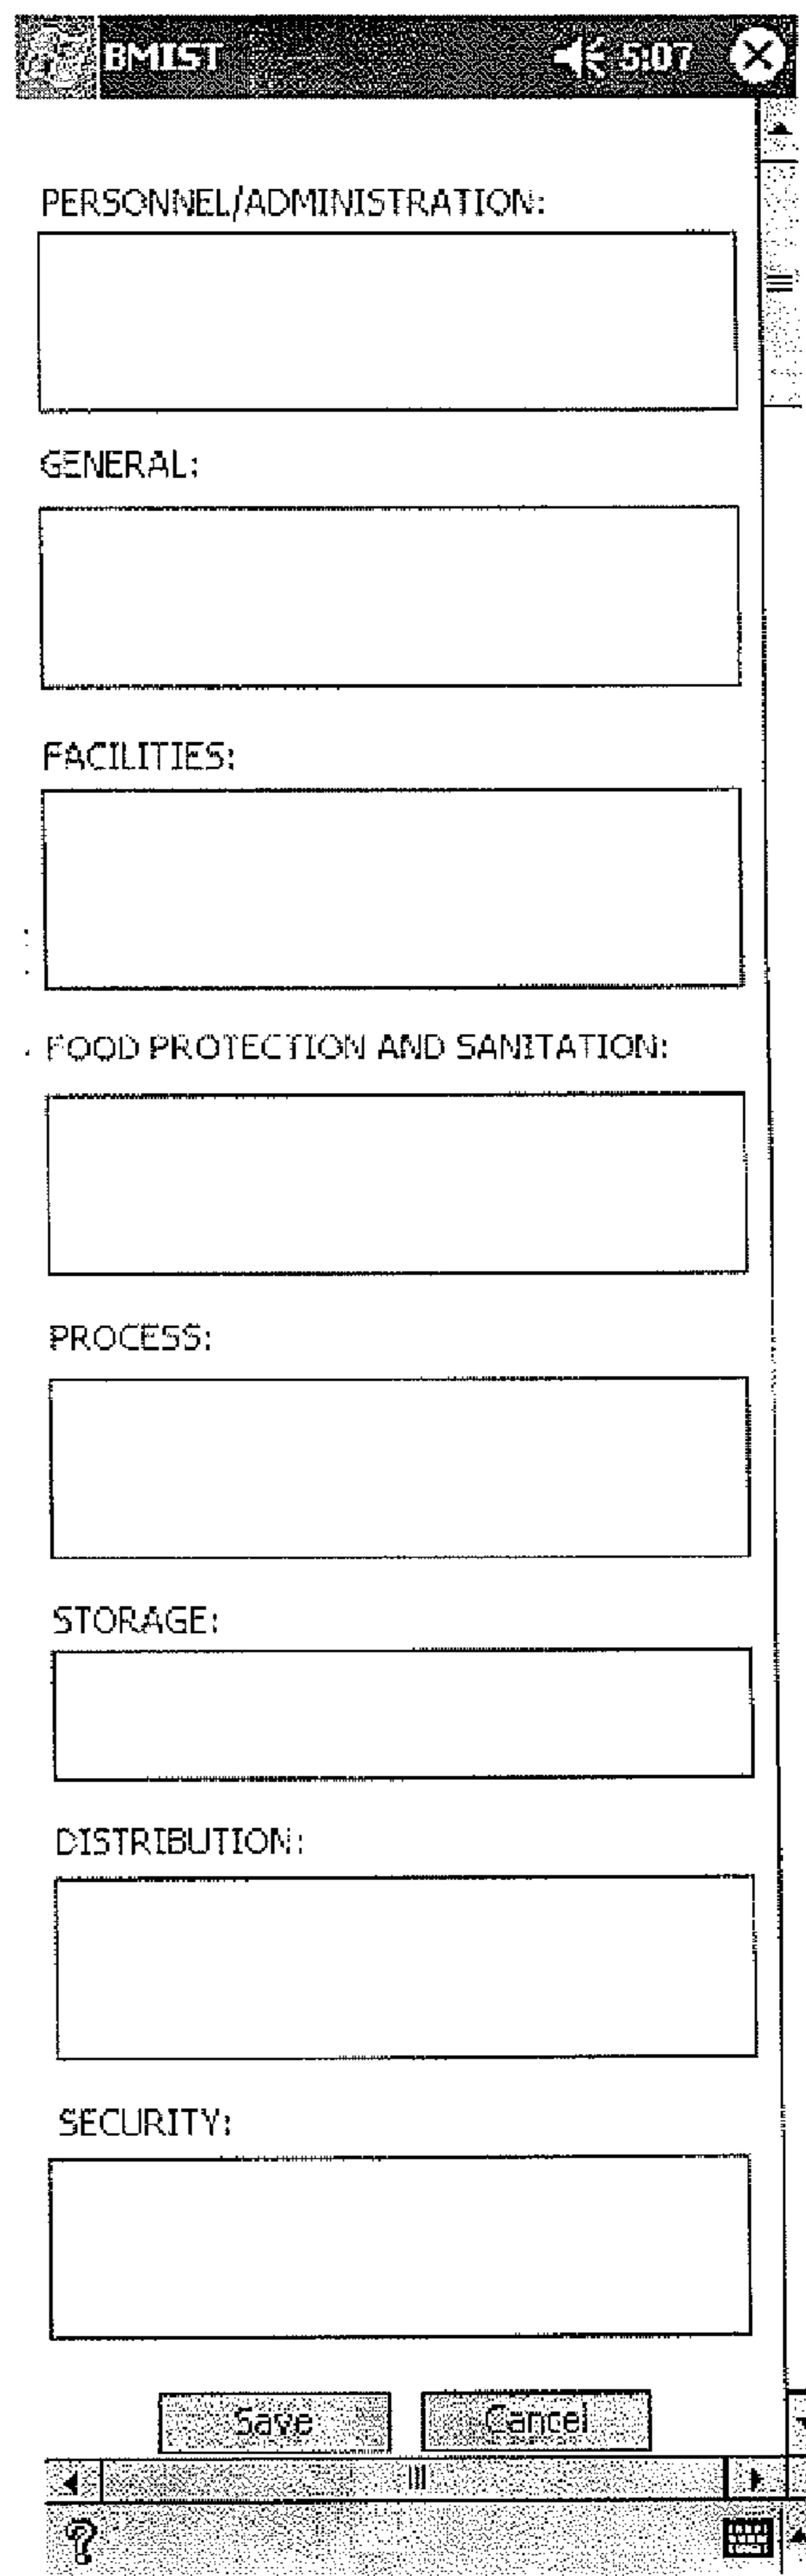 BMIST 5:07
PERSONNEL/ADMINISTRATION:
GENERAL:
FACILITIES:
FOOD PROTECTION AND SANITATION:
PROCESS:
STORAGE:
DISTRIBUTION:
SECURITY:
Save Cancel
?